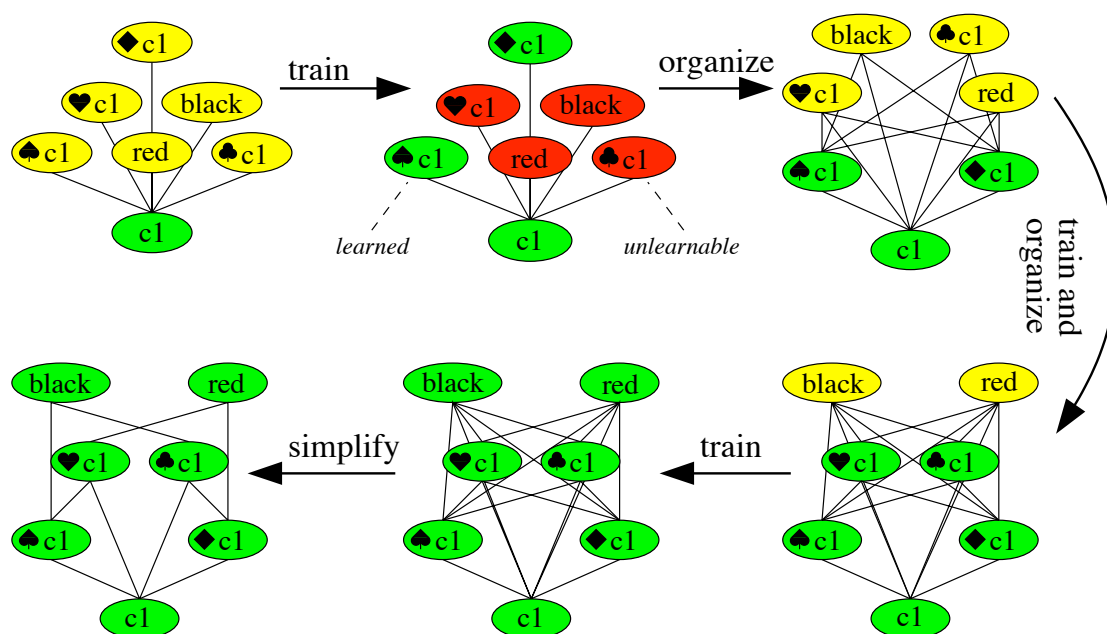 ♦c1
♥c1 black
♠c1 red ♣c1
c1
train
♦c1
♥c1 black
♠c1 red ♣c1
c1
learned unlearnable
organize
black ♣c1
♥c1 red
♠c1 ♦c1
c1
train and
organize
black red
♥c1 ♣c1
♠c1 ♦c1
c1
train
black red
♥c1 ♣c1
♠c1 ♦c1
c1
simplify
black red
♥c1 ♣c1
♠c1 ♦c1
c1